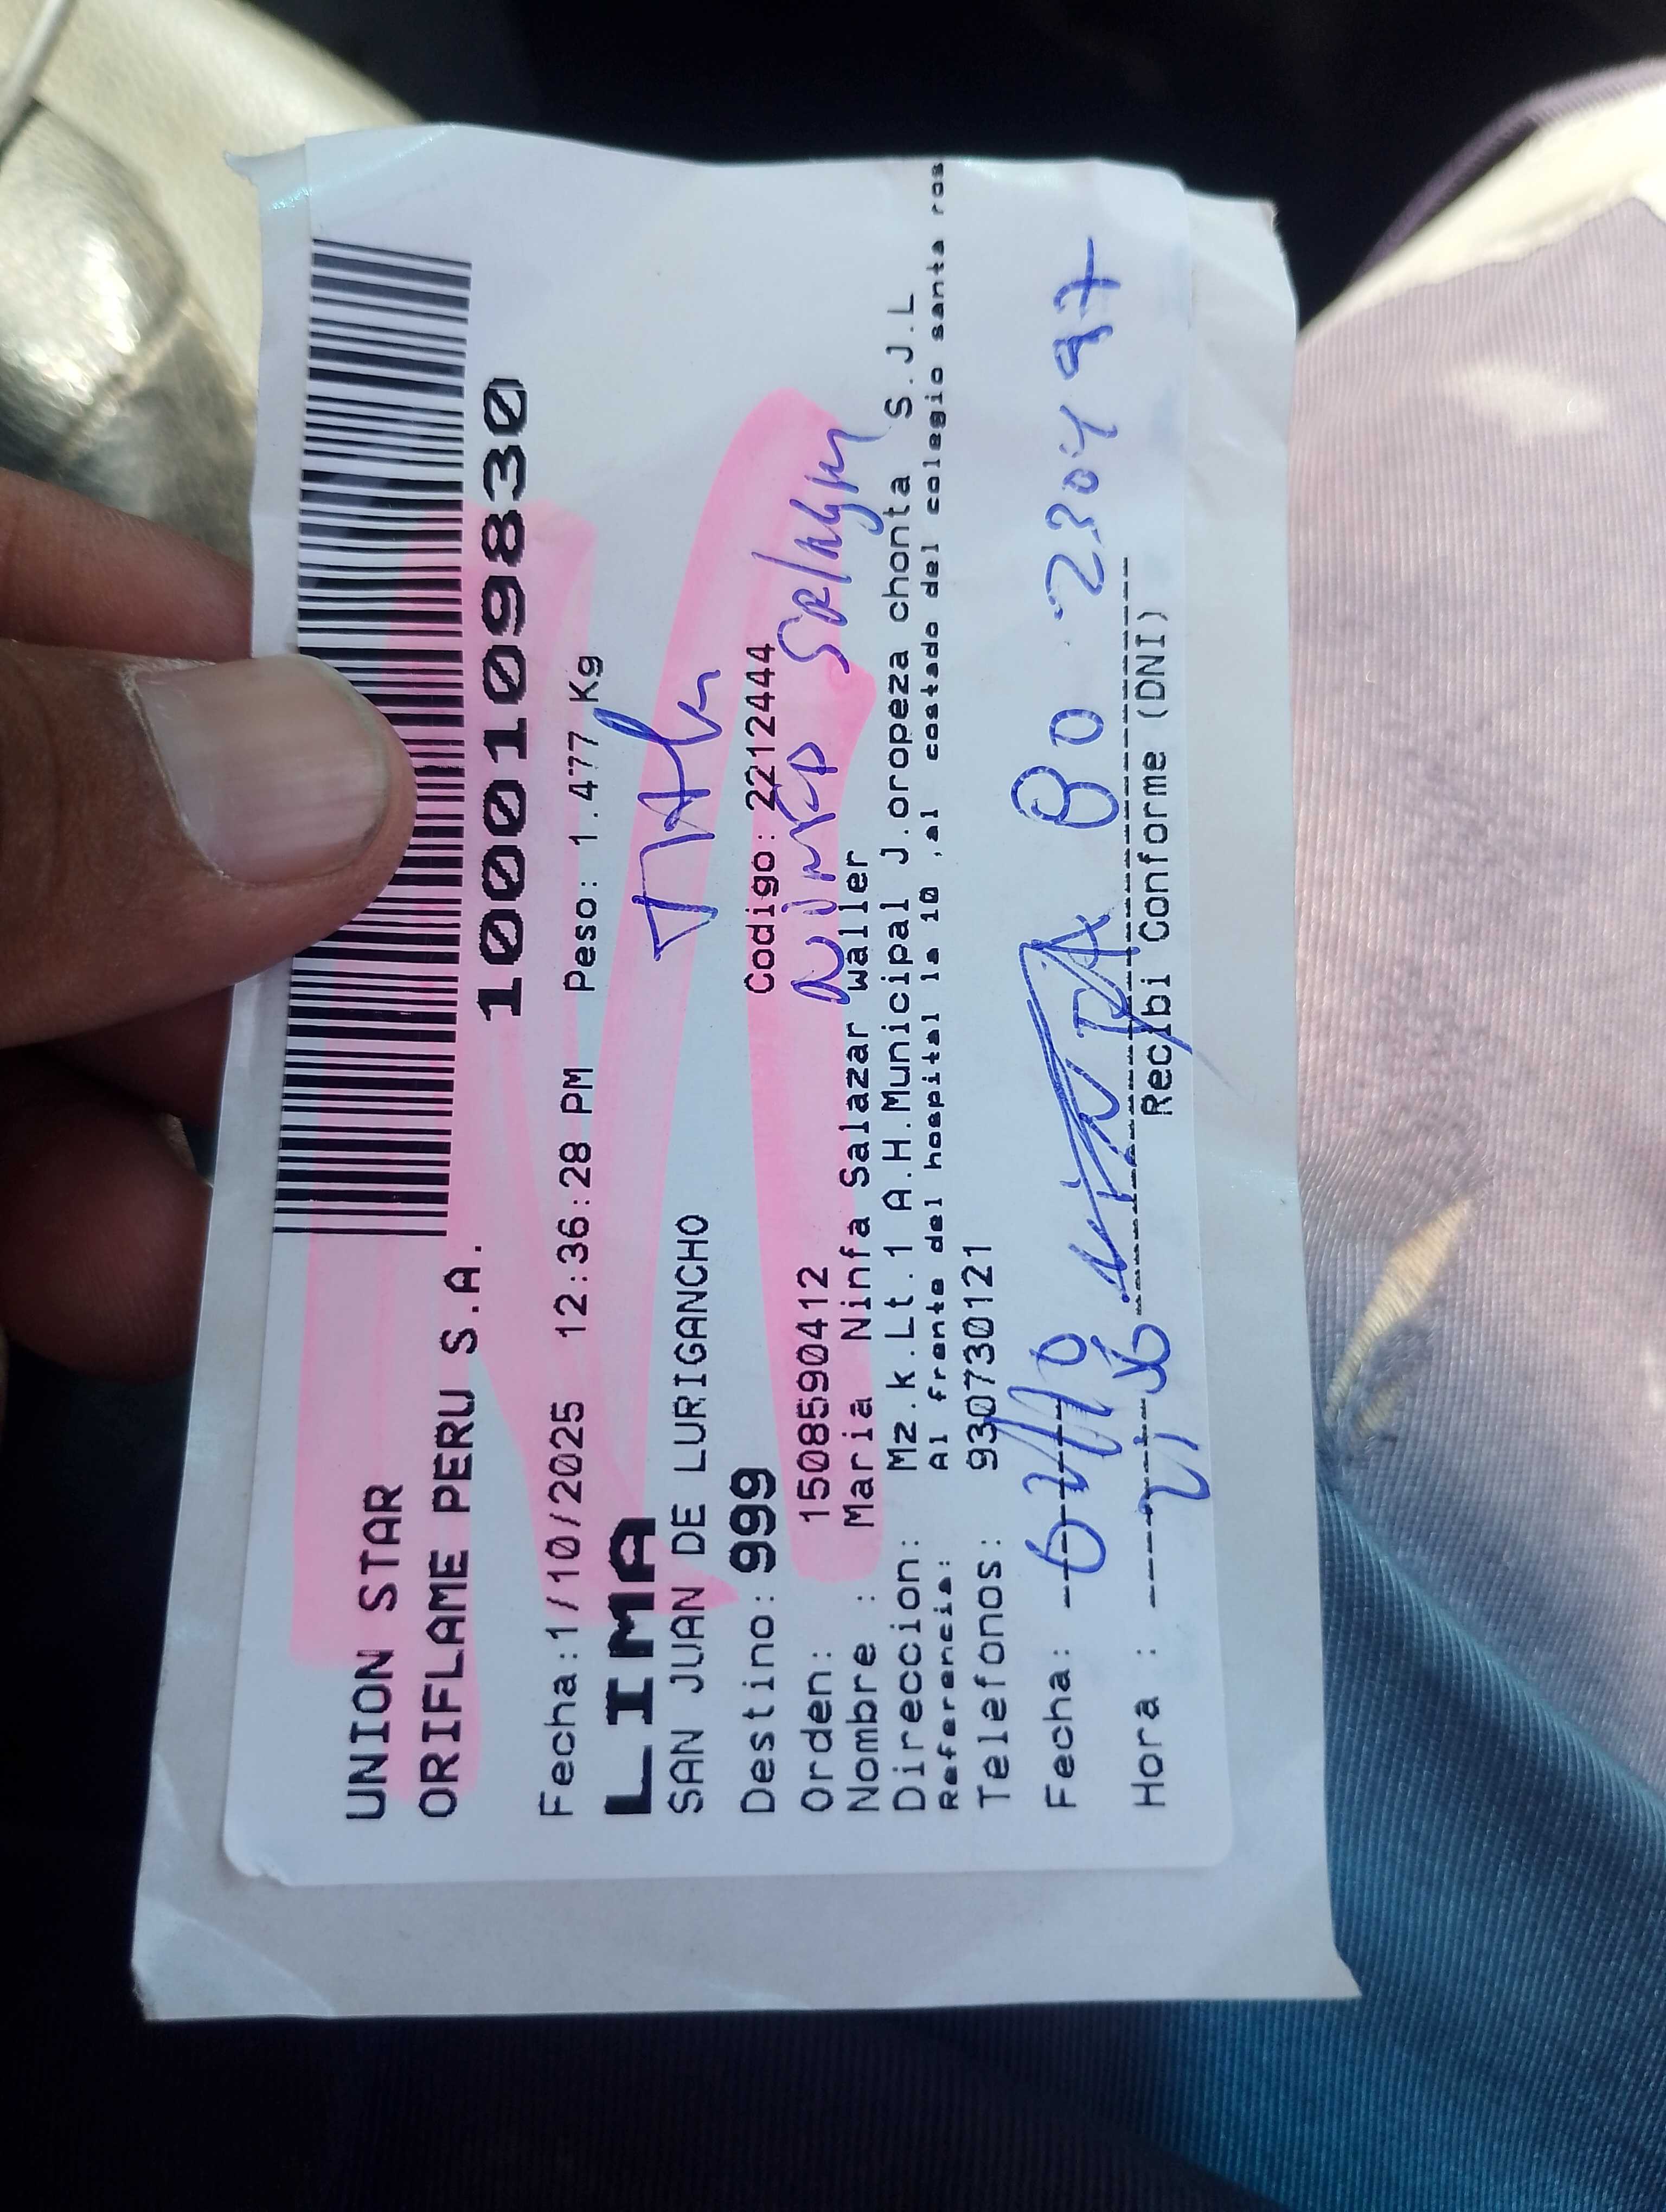 UNION STAR
ORIFLAME PERU S.A.
10001109830
Fecha:1/10/2025 12:36:28 PM Peso: 1.477 Kg
LIMA
SAN JUAN DE LURIGANCHO
Destino: 999 Codigo: 2212444
Orden: 1508590412
Nombre : Maria Ninfa Salazar Waller
Direccion: Mz.k.Lt.1 A.H.Municipal J.oropeza chonta S.J.L
Referencia: Al frente del hospital la 10 ,al costado del colegio santa ros
Telefonos: 930730121
Fecha: 80 230497
Hora :
Recibi Conforme (DNI)